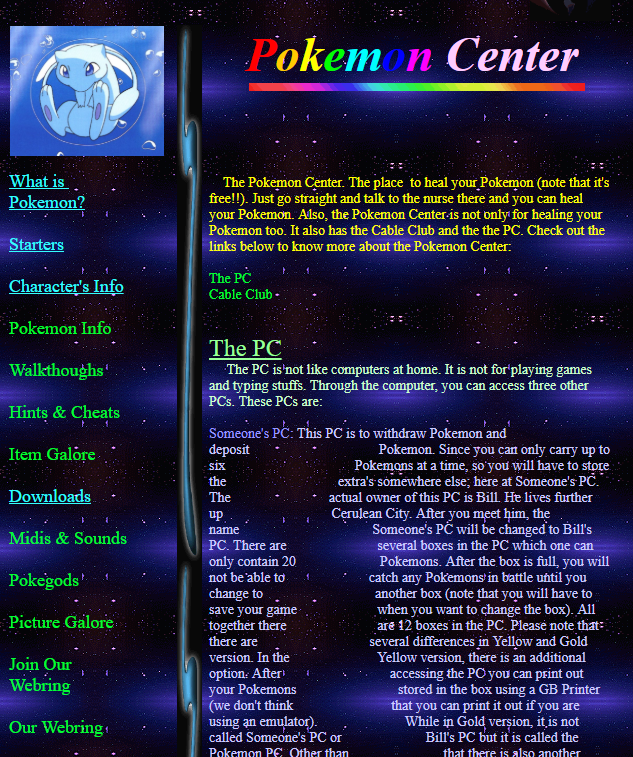 Pokemon Center
What is
Pokemon?
Starters
Character's Info
Pokemon Info
Walkthoughs
Hints & Cheats
Item Galore
Downloads
Midis & Sounds
Pokegods
Picture Galore
Join Our
Webring
Our Webring
The Pokemon Center. The place to heal your Pokemon (note that it's
free!!). Just go straight and talk to the nurse there and you can heal
your Pokemon. Also, the Pokemon Center is not only for healing your
Pokemon too. It also has the Cable Club and the the PC. Check out the
links below to know more about the Pokemon Center:
The PC
Cable Club
The PC
The PC is not like computers at home. It is not for playing games
and typing stuffs. Through the computer, you can access three other
PCs. These PCs are:
Someone's PC: This PC is to withdraw Pokemon and
deposit Pokemon. Since you can only carry up to
six Pokemons at a time, so you will have to store
the extra's somewhere else; here at Someone's PC.
The actual owner of this PC is Bill. He lives further
up Cerulean City. After you meet him, the
name Someone's PC will be changed to Bill's
PC. There are several boxes in the PC which one can
only contain 20 Pokemons. After the box is full, you will
not be able to catch any Pokemons in battle until you
change to another box (note that you will have to
save your game when you want to change the box). All
together there are 12 boxes in the PC. Please note that
there are several differences in Yellow and Gold
version. In the Yellow version, there is an additional
option. After accessing the PC you can print out
your Pokemons stored in the box using a GB Printer
(we don't think that you can print it out if you are
using an emulator). While in Gold version, it is not
called Someone's PC or Bill's PC but it is called the
Pokemon PC. Other than that there is also another